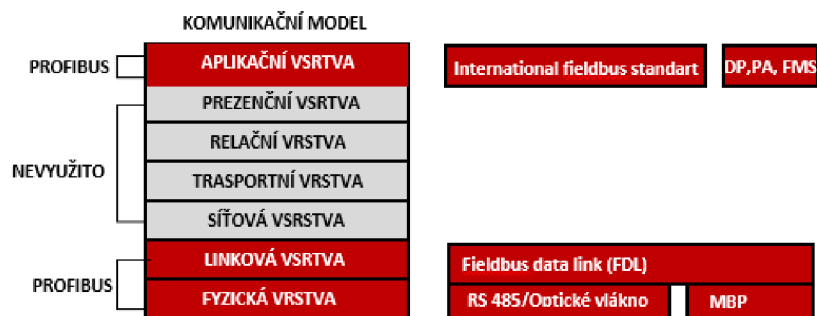 KOMUNIKAČNÍ MODEL
PROFIBUS
APLIKAČNÍ VSRTVA
International fieldbus standart
DP,PA, FMS
PREZENČNÍ VSRTVA
RELAČNÍ VRSTVA
NEVYUŽITO
TRASPORTNÍ VRSTVA
SÍŤOVÁ VSRSTVA
LINKOVÁ VSRTVA
Fieldbus data link (FDL)
PROFIBUS
FYZICKÁ VRSTVA
RS 485/Optické vlákno
MBP